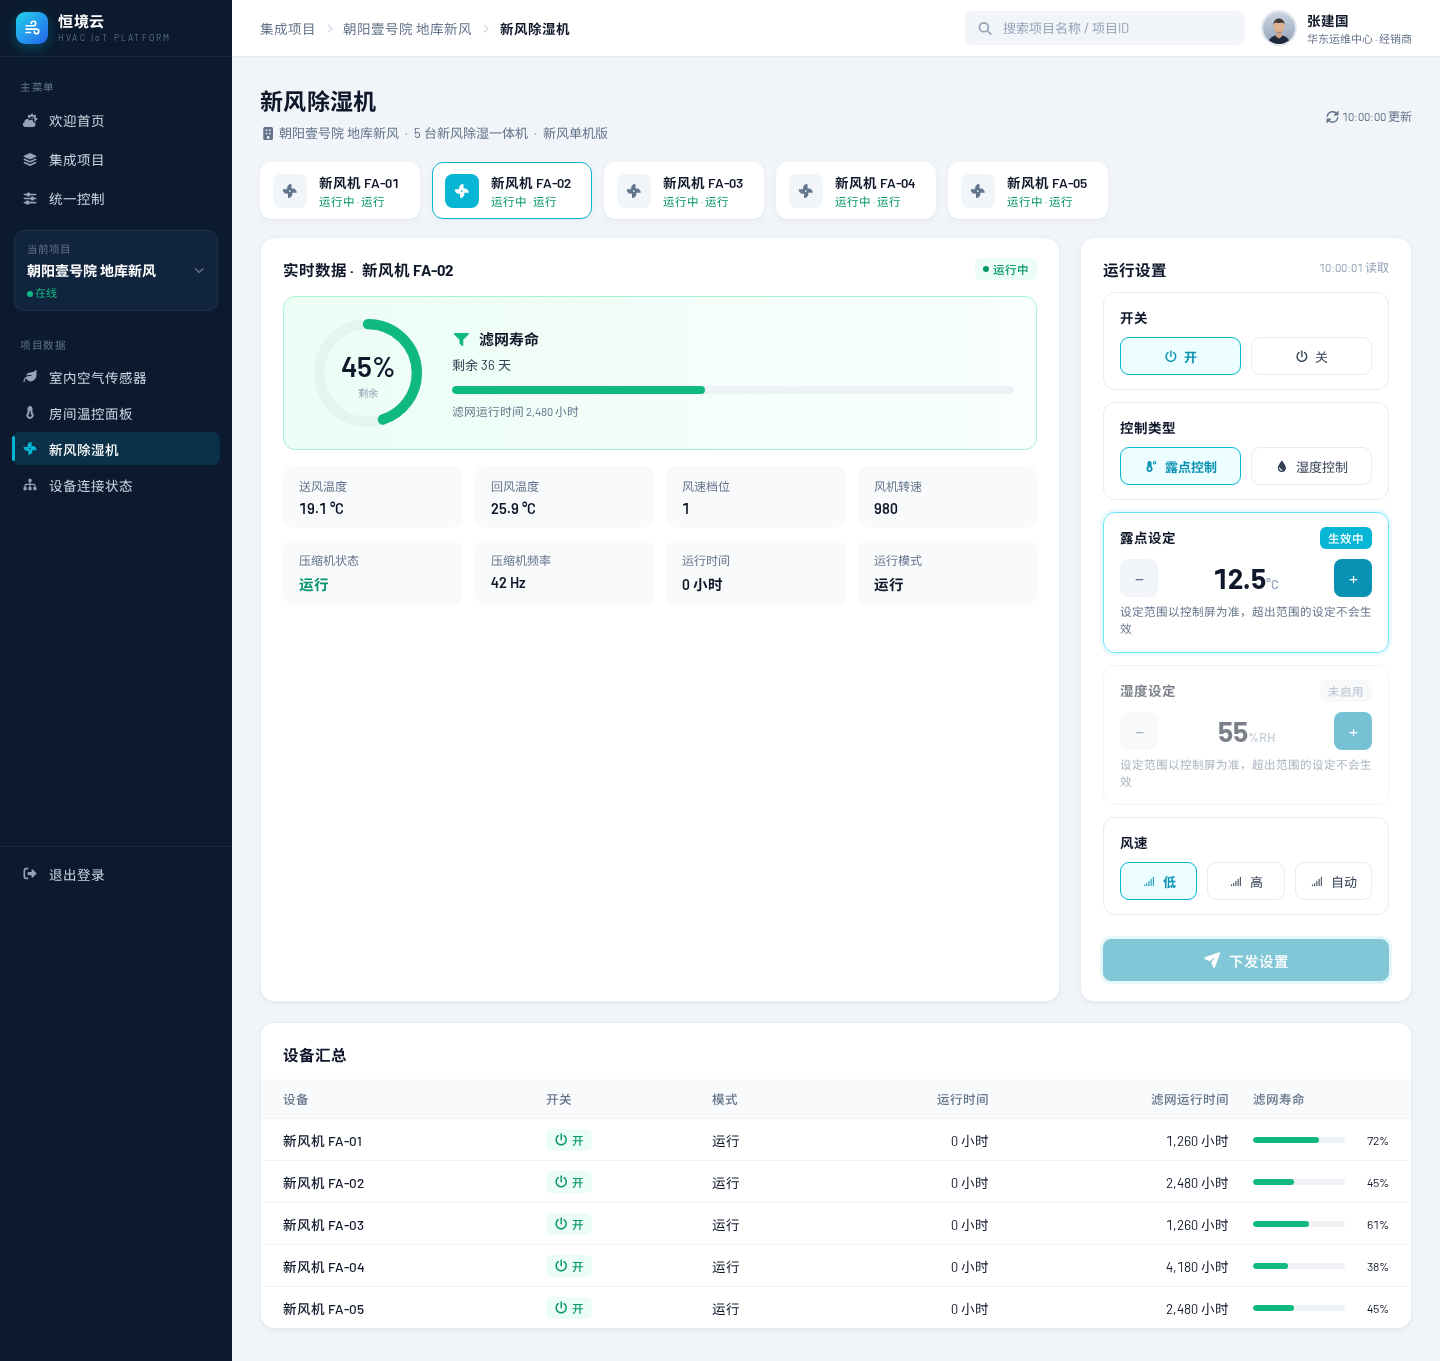 恒境云
HVAC IoT PLATFORM
主菜单
欢迎首页
集成项目
统一控制
当前项目
朝阳壹号院 地库新风
在线
项目数据
室内空气传感器
房间温控面板
新风除湿机
设备连接状态
退出登录
集成项目 朝阳壹号院 地库新风 新风除湿机
搜索项目名称 / 项目ID
张建国
华东运维中心 · 经销商
新风除湿机
朝阳壹号院 地库新风 · 5 台新风除湿一体机 · 新风单机版
10:00:00 更新
新风机 FA-01
运行中 · 运行
新风机 FA-02
运行中 · 运行
新风机 FA-03
运行中 · 运行
新风机 FA-04
运行中 · 运行
新风机 FA-05
运行中 · 运行
实时数据 · 新风机 FA-02
运行中
45%
剩余
滤网寿命
剩余 36 天
滤网运行时间 2,480 小时
送风温度
19.1 °C
回风温度
25.9 °C
风速档位
1
风机转速
980
压缩机状态
运行
压缩机频率
42 Hz
运行时间
0 小时
运行模式
运行
运行设置
10:00:01 读取
开关
开 关
控制类型
露点控制 湿度控制
露点设定 生效中
− 12.5°C +
设定范围以控制屏为准，超出范围的设定不会生
效
湿度设定 未启用
− 55%RH +
设定范围以控制屏为准，超出范围的设定不会生
效
风速
低 高 自动
下发设置
设备汇总
设备 开关 模式 运行时间 滤网运行时间 滤网寿命
新风机 FA-01 开 运行 0 小时 1,260 小时 72%
新风机 FA-02 开 运行 0 小时 2,480 小时 45%
新风机 FA-03 开 运行 0 小时 1,260 小时 61%
新风机 FA-04 开 运行 0 小时 4,180 小时 38%
新风机 FA-05 开 运行 0 小时 2,480 小时 45%